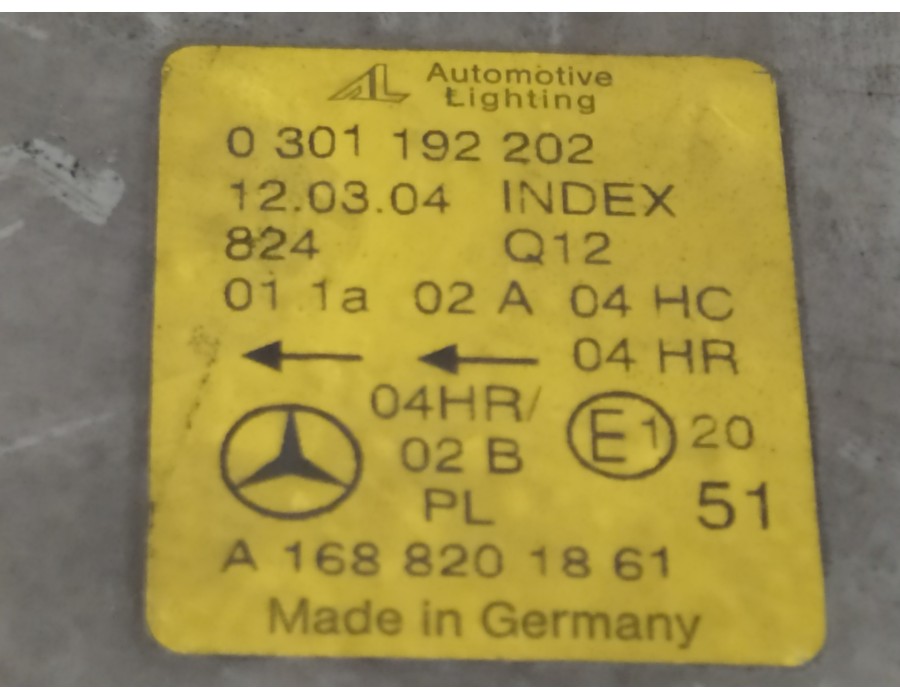 AL Automotive
Lighting
0 301 192 202
12.03.04 INDEX
824 Q12
01 1a 02 A 04 HC
04 HR
04HR/
02 B
PL
E1 20
51
A 168 820 18 61
Made in Germany